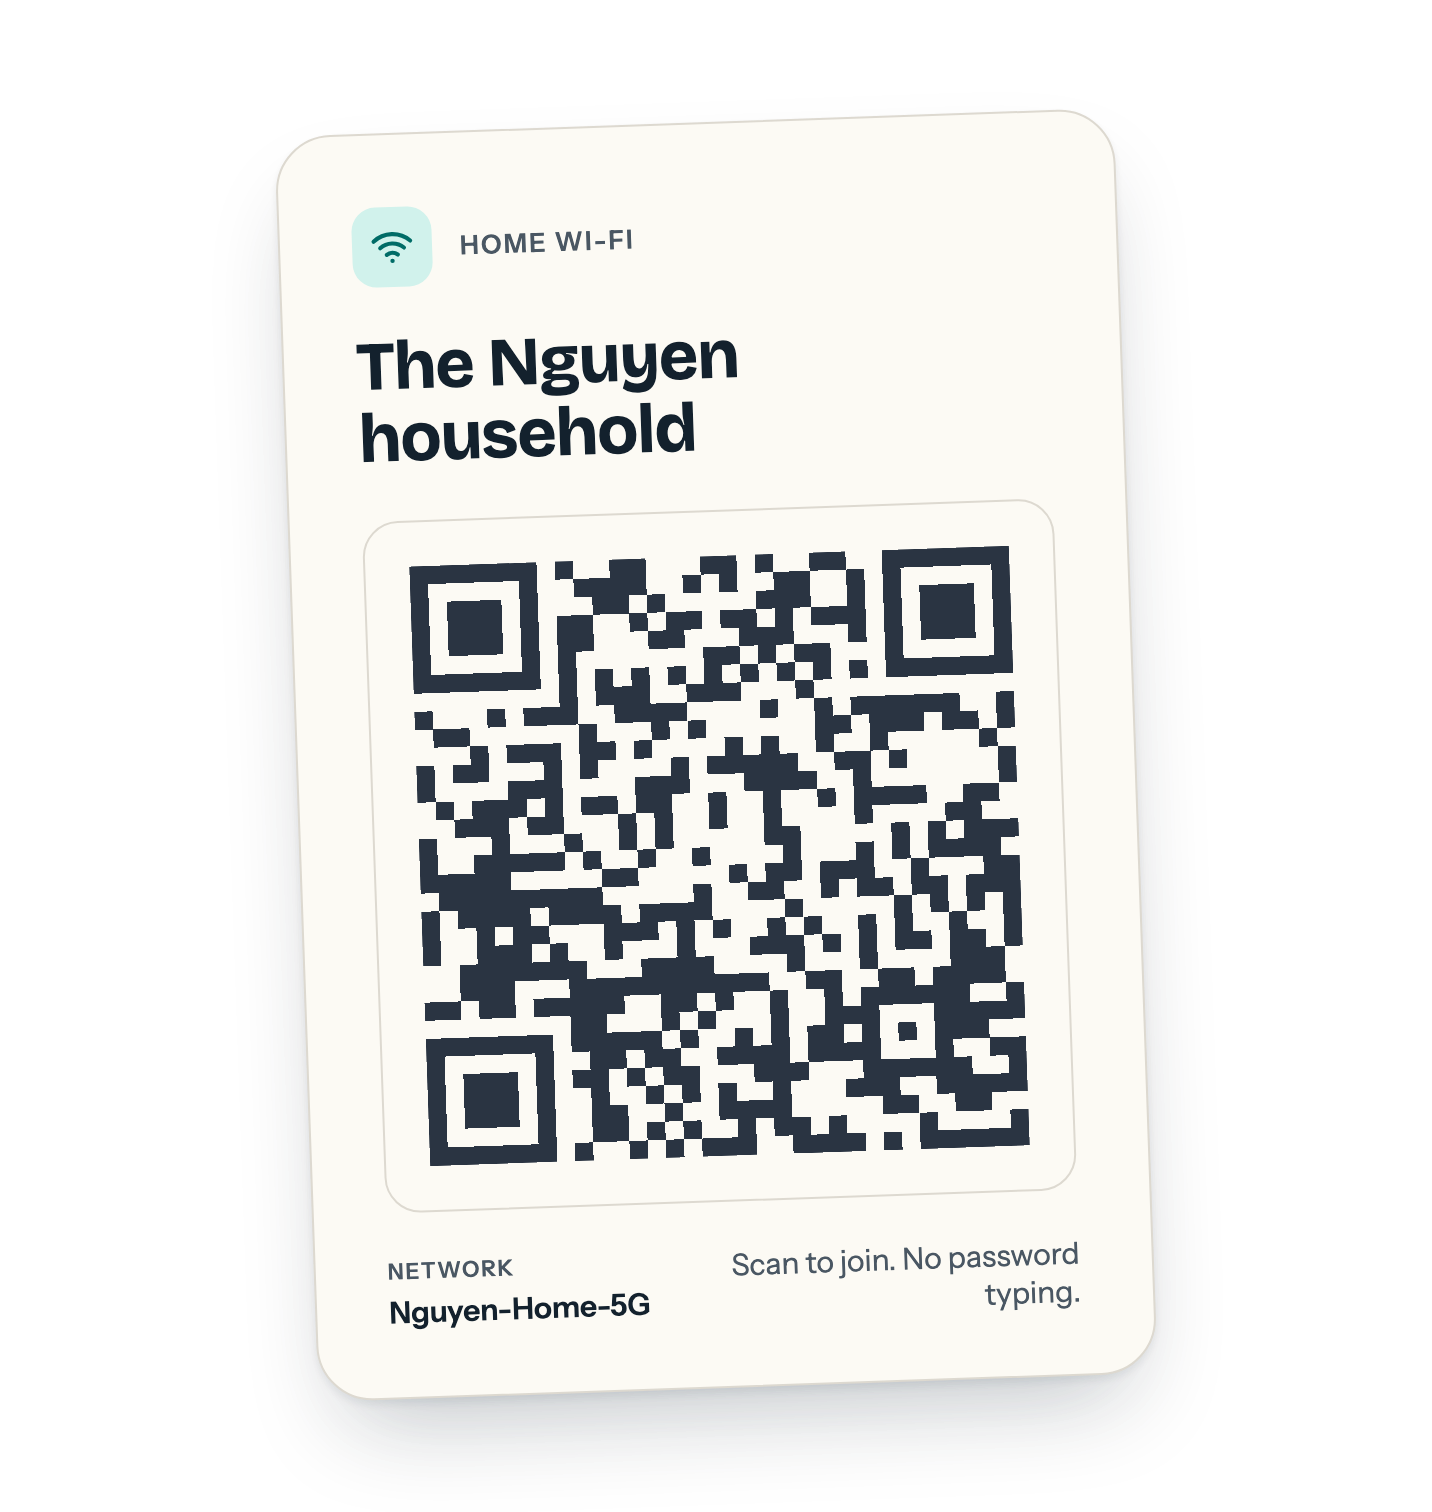 HOME WI-FI
The Nguyen
household
NETWORK
Nguyen-Home-5G
Scan to join. No password
typing.